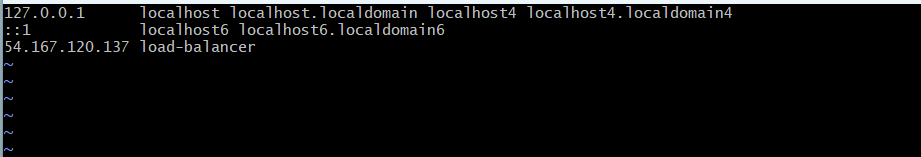 127.0.0.1 localhost localhost.localdomain localhost4 localhost4.localdomain4
::1 localhost6 localhost6.localdomain6
54.167.120.137 load-balancer
~
~
~
~
~
~